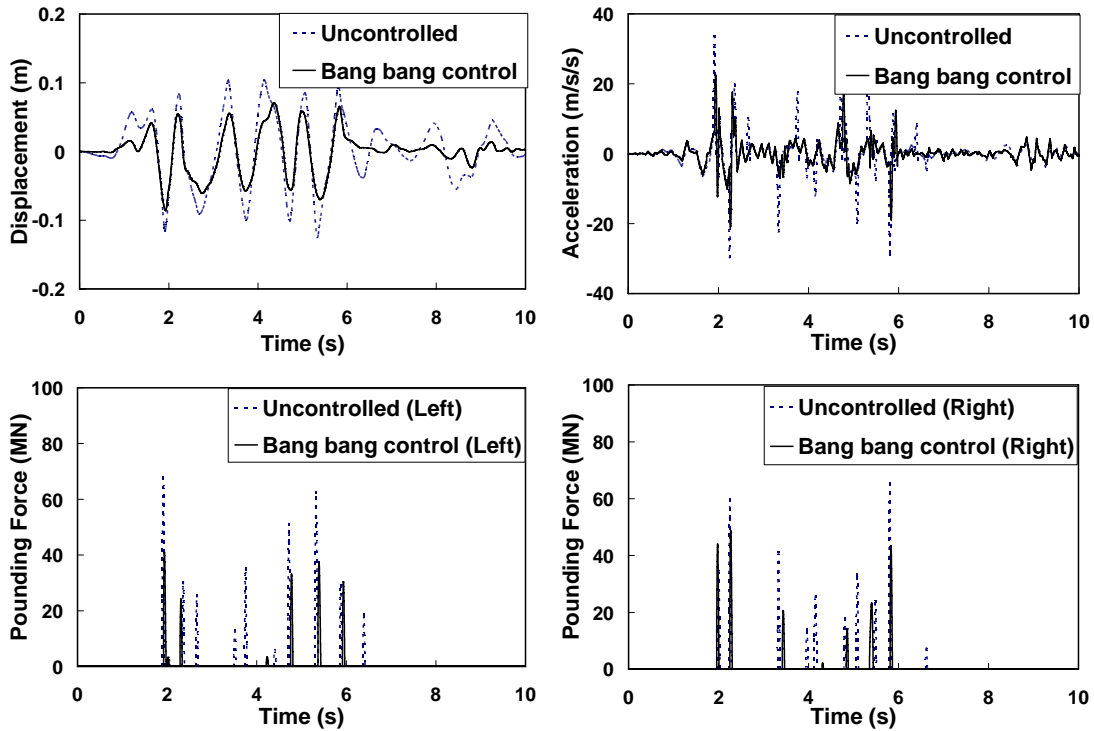 Displacement (m)
0.2
0.1
0
-0.1
-0.2
Uncontrolled
Bang bang control
0 2 4 6 8 10
Time (s)
Acceleration (m/s/s)
40
20
0
-20
-40
Uncontrolled
Bang bang control
0 2 4 6 8 10
Time (s)
Pounding Force (MN)
100
80
60
40
20
0
Uncontrolled (Left)
Bang bang control (Left)
0 2 4 6 8 10
Time (s)
Pounding Force (MN)
100
80
60
40
20
0
Uncontrolled (Right)
Bang bang control (Right)
0 2 4 6 8 10
Time (s)